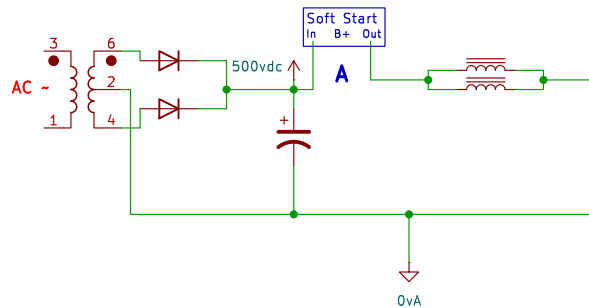 Soft Start
In B+ Out
3 6
500vdc
A
AC ~
2
1 4
+
0vA